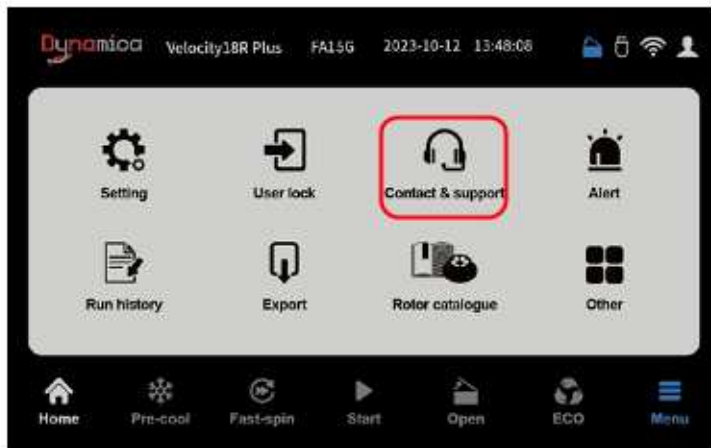 Dynamica Velocity18R Plus FA15G 2023-10-12 13:48:08
Setting User lock Contact & support Alert
Run history Export Rotor catalogue Other
Home Pre-cool Fast-spin Start Open ECO Menu